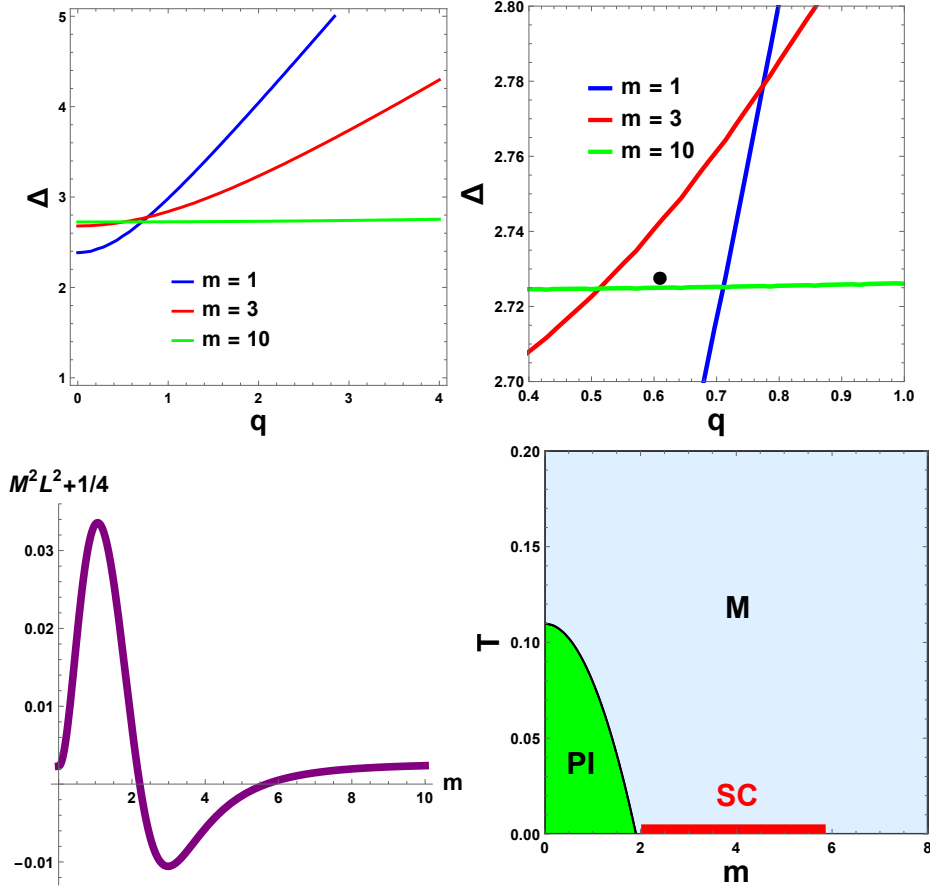 5
4
3
2
1
Δ
m = 1
m = 3
m = 10
0 1 2 3 4
q
2.80
2.78
2.76
2.74
2.72
2.70
Δ
m = 1
m = 3
m = 10
0.4 0.5 0.6 0.7 0.8 0.9 1.0
q
M²L²+1/4
0.03
0.02
0.01
-0.01
2 4 6 8 10
m
0.20
0.15
0.10
0.05
0.00
T
M
PI
SC
0 2 4 6 8
m